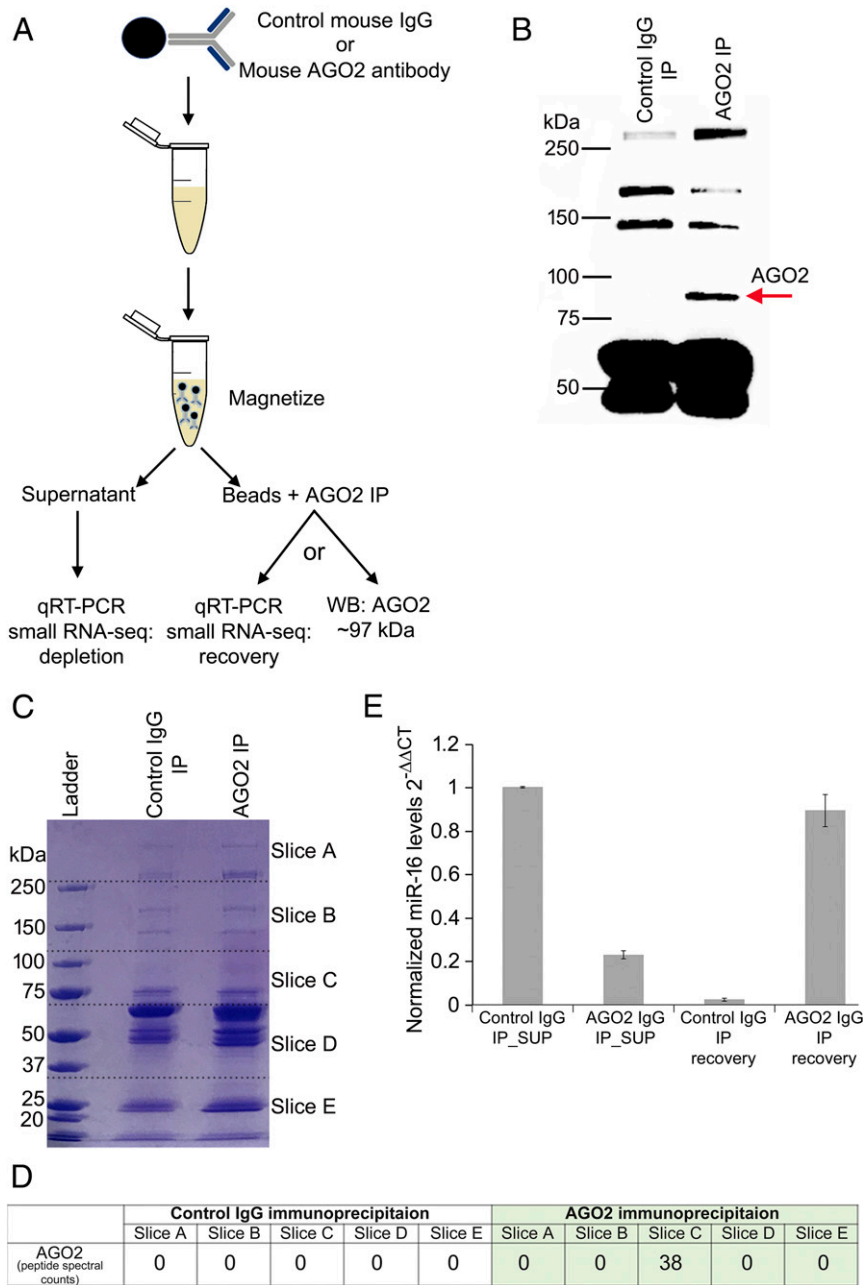 A
Control mouse IgG
or
Mouse AGO2 antibody
Magnetize
Supernatant
Beads + AGO2 IP
or
qRT-PCR
small RNA-seq:
depletion
qRT-PCR
small RNA-seq:
recovery
WB: AGO2
~97 kDa
B
Control IgG
IP
AGO2 IP
kDa
250
150
100
75
50
AGO2
C
Ladder
Control IgG
IP
AGO2 IP
kDa
250
150
100
75
50
37
25
20
Slice A
Slice B
Slice C
Slice D
Slice E
E
Normalized miR-16 levels 2-ΔΔCT
1.2
1
0.8
0.6
0.4
0.2
0
Control IgG
IP_SUP
AGO2 IgG
IP_SUP
Control IgG
IP
recovery
AGO2 IgG
IP
recovery
D
Control IgG immunoprecipitaion AGO2 immunoprecipitaion
Slice A Slice B Slice C Slice D Slice E Slice A Slice B Slice C Slice D Slice E
AGO2
(peptide spectral
counts)
0 0 0 0 0 0 0 38 0 0